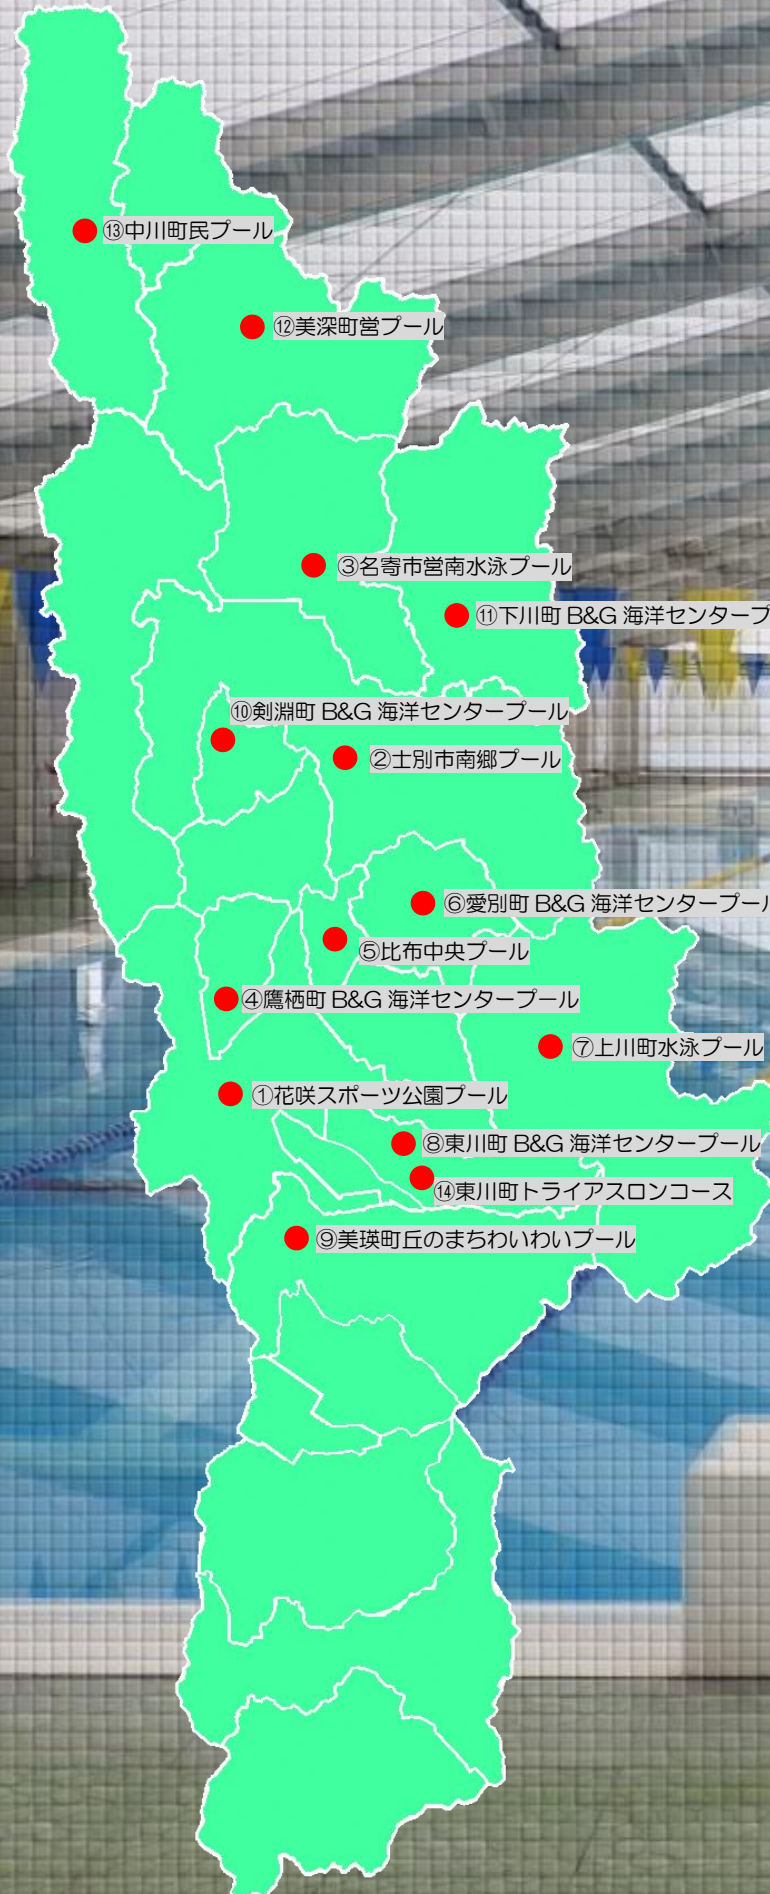 ⑬中川町民プール
⑫美深町営プール
③名寄市営南水泳プール
⑪下川町 B&G 海洋センタープ
⑩剣淵町 B&G 海洋センタープール
②士別市南郷プール
⑥愛別町 B&G 海洋センタープール
⑤比布中央プール
④鷹栖町 B&G 海洋センタープール
⑦上川町水泳プール
①花咲スポーツ公園プール
⑧東川町 B&G 海洋センタープール
⑭東川町トライアスロンコース
⑨美瑛町丘のまちわいわいプール